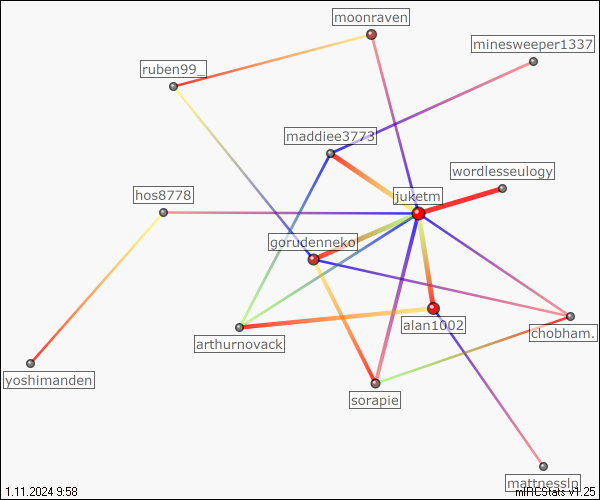 moonraven
minesweeper1337
ruben99_
maddiee3773
wordlesseulogy
hos8778
juketm
gorudenneko
alan1002
chobham.
arthurnovack
yoshimanden
sorapie
mattnesslp
1.11.2024 9:58
mIRCStats v1.25